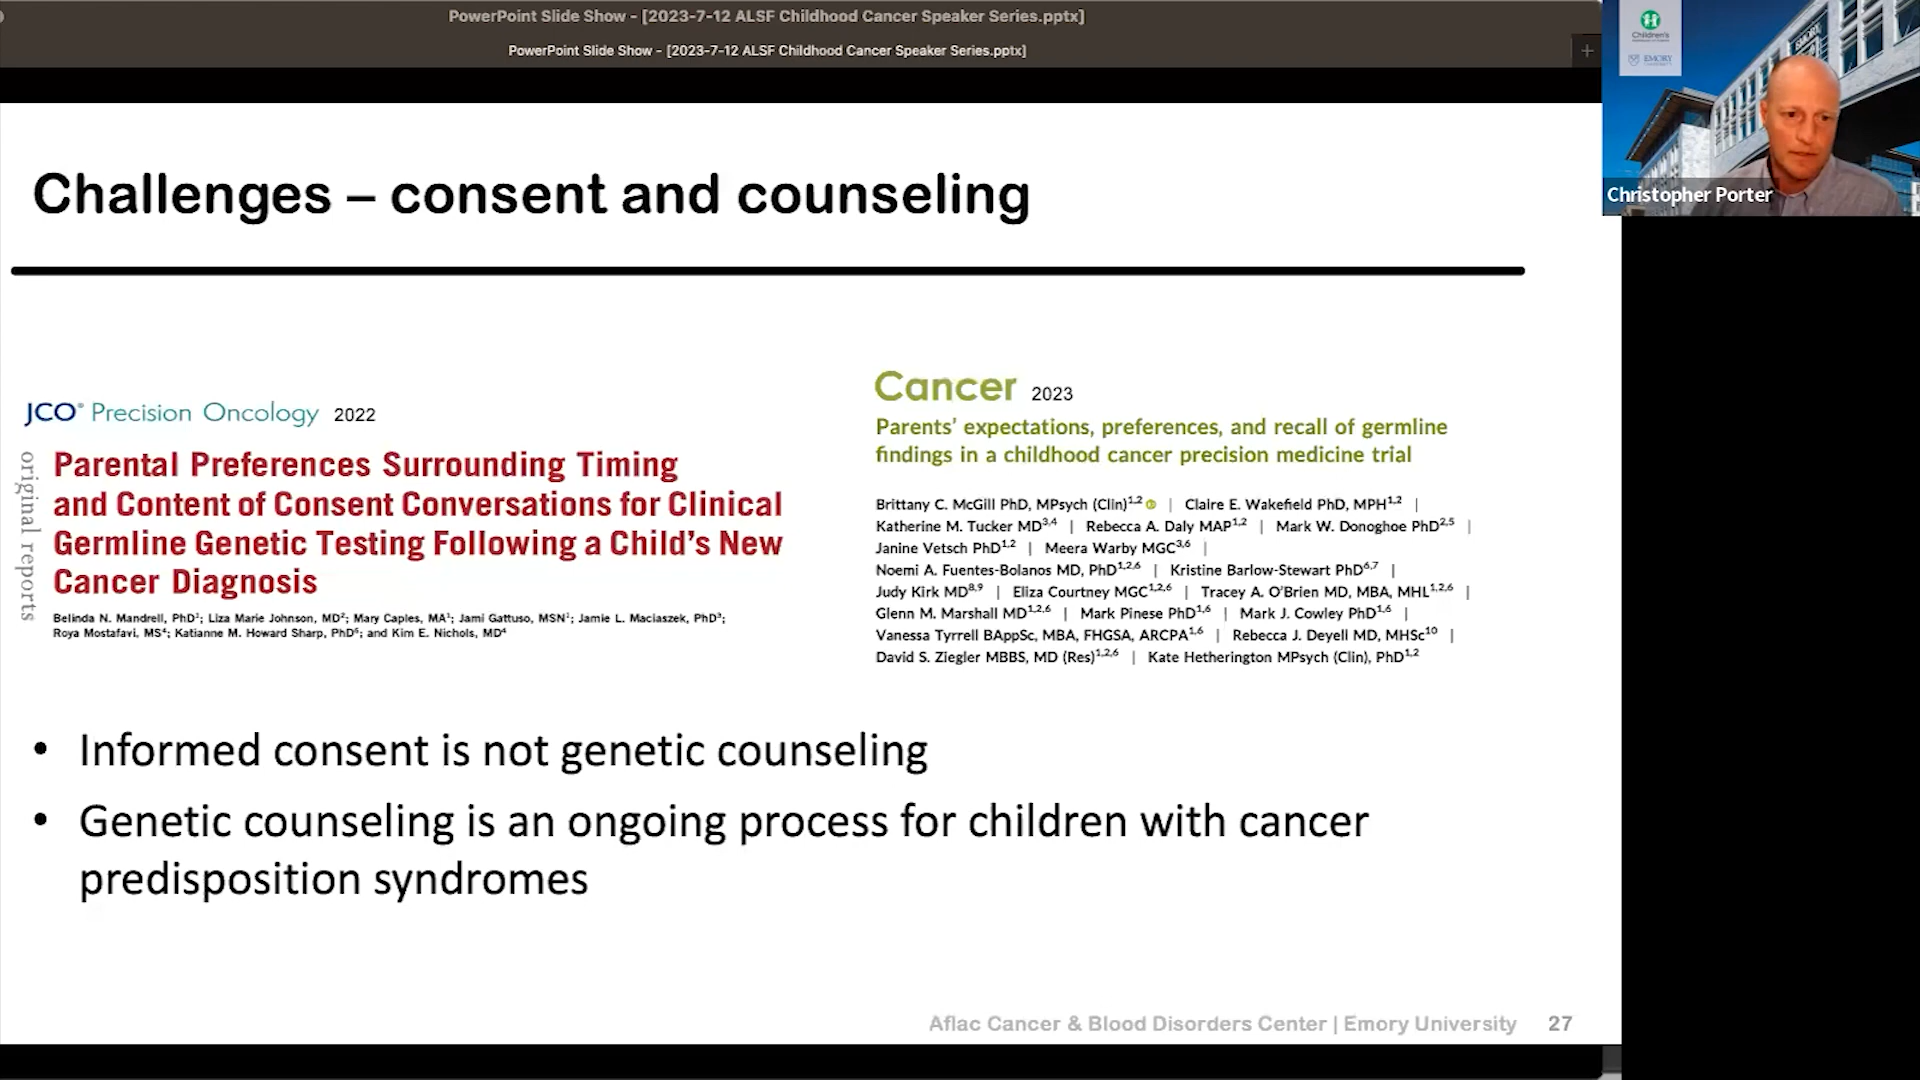 PowerPoint Slide Show - [2023-7-12 ALSF Childhood Cancer Speaker Series.pptx]
PowerPoint Slide Show - [2023-7-12 ALSF Childhood Cancer Speaker Series.pptx]
Children's
EMORY
EMORY
Christopher Porter
Challenges – consent and counseling
JCO® Precision Oncology 2022
original reports
Parental Preferences Surrounding Timing
and Content of Consent Conversations for Clinical
Germline Genetic Testing Following a Child's New
Cancer Diagnosis
Belinda N. Mandrell, PhD¹; Liza Marie Johnson, MD²; Mary Caples, MA¹; Jami Gattuso, MSN¹; Jamie L. Maciaszek, PhD³;
Roya Mostafavi, MS⁴; Katianne M. Howard Sharp, PhD⁵; and Kim E. Nichols, MD⁴
Cancer 2023
Parents' expectations, preferences, and recall of germline
findings in a childhood cancer precision medicine trial
Brittany C. McGill PhD, MPsych (Clin)¹,² | Claire E. Wakefield PhD, MPH¹,² |
Katherine M. Tucker MD³,⁴ | Rebecca A. Daly MAP¹,² | Mark W. Donoghoe PhD²,⁵ |
Janine Vetsch PhD¹,² | Meera Warby MGC³,⁶ |
Noemi A. Fuentes-Bolanos MD, PhD¹,²,⁶ | Kristine Barlow-Stewart PhD⁶,⁷ |
Judy Kirk MD⁸,⁹ | Eliza Courtney MGC¹,²,⁶ | Tracey A. O'Brien MD, MBA, MHL¹,²,⁶ |
Glenn M. Marshall MD¹,²,⁶ | Mark Pinese PhD¹,⁶ | Mark J. Cowley PhD¹,⁶ |
Vanessa Tyrrell BAppSc, MBA, FHGSA, ARCPA¹,⁶ | Rebecca J. Deyell MD, MHSc¹⁰ |
David S. Ziegler MBBS, MD (Res)¹,²,⁶ | Kate Hetherington MPsych (Clin), PhD¹,²
• Informed consent is not genetic counseling
• Genetic counseling is an ongoing process for children with cancer
predisposition syndromes
Aflac Cancer & Blood Disorders Center | Emory University 27